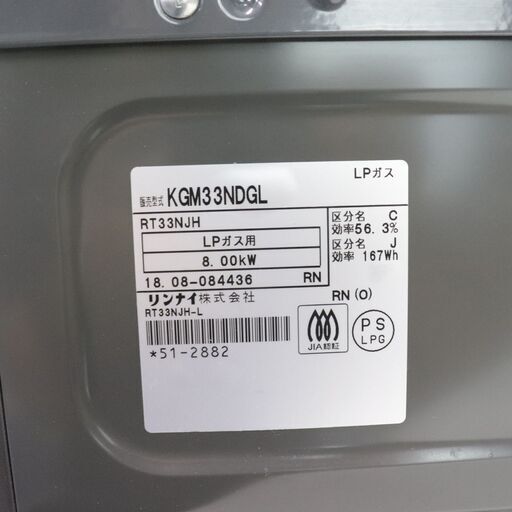 LPガス
販売型式 KGM33NDGL
RT33NJH
LPガス用
8.00kW
18.08-084436 RN
区分名 C
効率56.3%
区分名 J
効率 167Wh
リンナイ株式会社
RN (0)
RT33NJH-L
*51-2882
JIA認証
PS
LPG